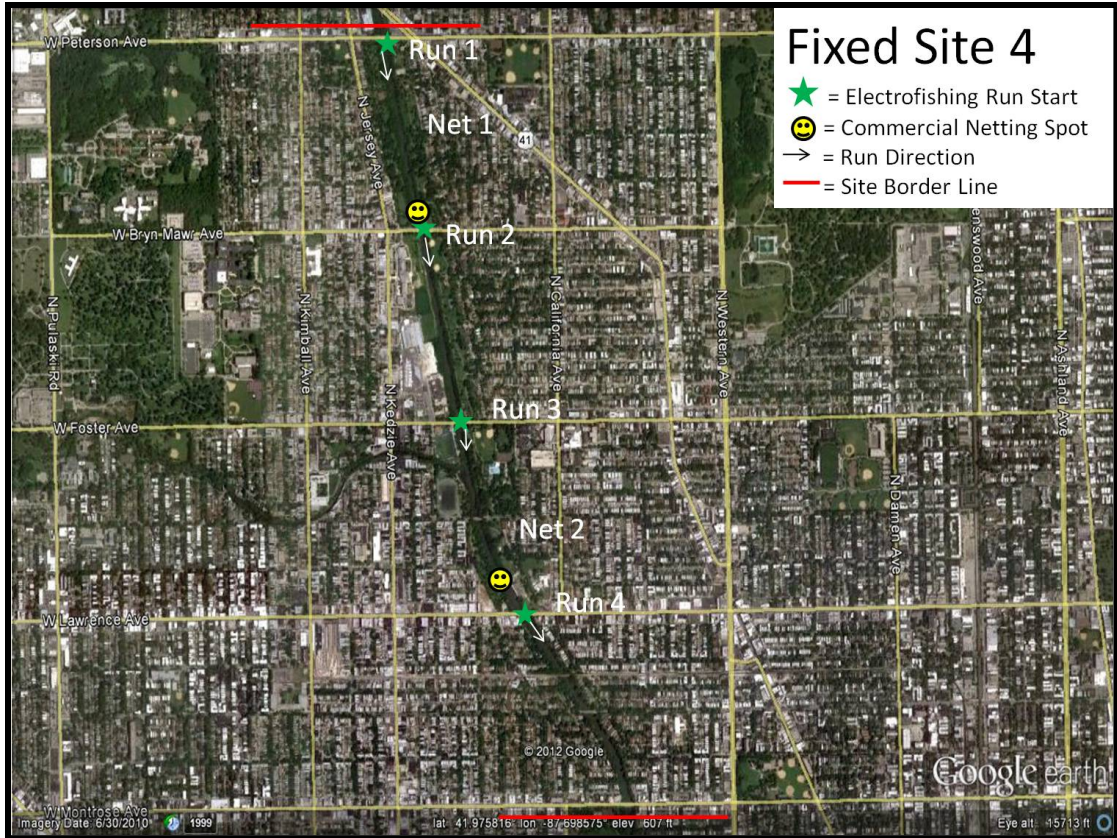 Fixed Site 4
= Electrofishing Run Start
= Commercial Netting Spot
= Run Direction
= Site Border Line
W Peterson Ave
Run 1
N Jersey Ave
Net 1
41
W Bryn Mawr Ave
Run 2
N Pulaski Rd
N Kimball Ave
N California Ave
N Western Ave
enswood Ave
N Ashland Ave
N Kedzie Ave
Run 3
W Foster Ave
Net 2
N Damen Ave
Run 4
W Lawrence Ave
© 2012 Google
Google earth
W Montrose Ave
Imagery Date: 6/30/2010
1999
lat 41.975816° lon -87.698575° elev 607 ft
Eye alt 15713 ft